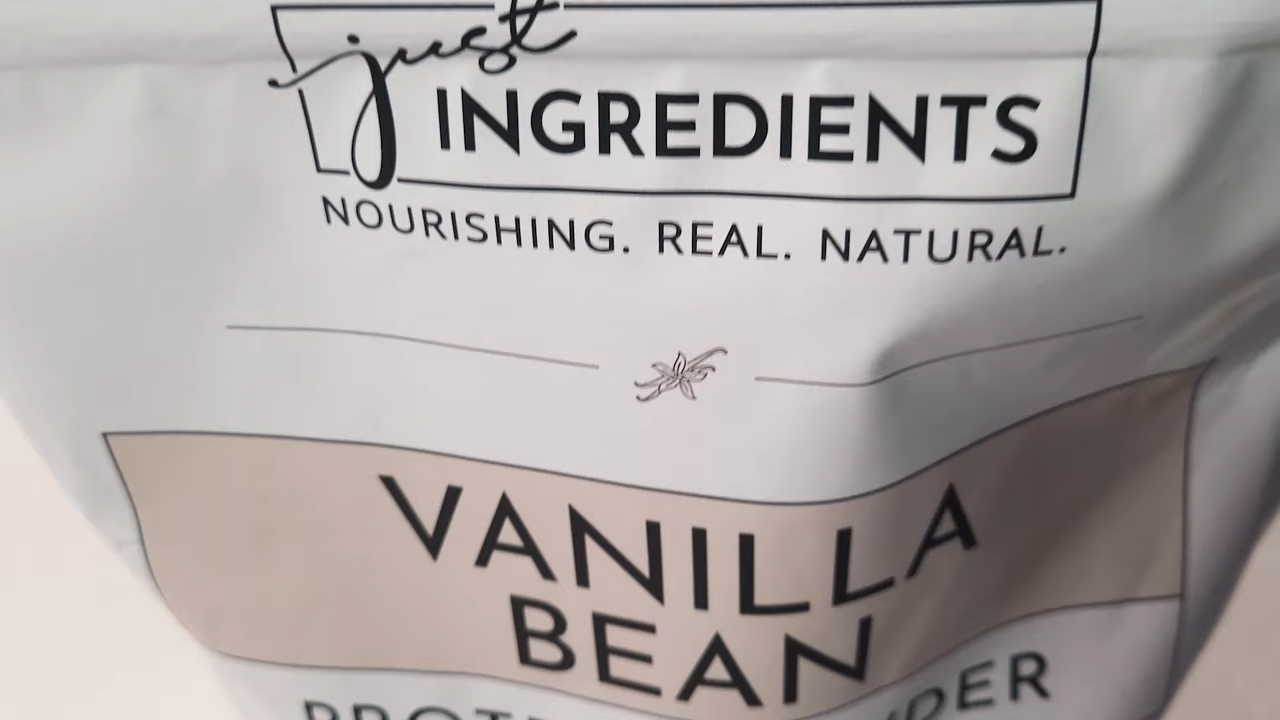 just
INGREDIENTS
NOURISHING. REAL. NATURAL.
VANILLA
BEAN